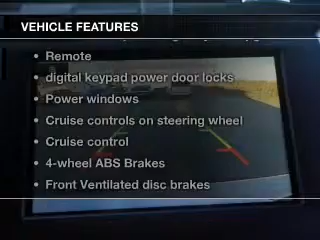 VEHICLE FEATURES
• Remote
• digital keypad power door locks
• Power windows
• Cruise controls on steering wheel
• Cruise control
• 4-wheel ABS Brakes
• Front Ventilated disc brakes